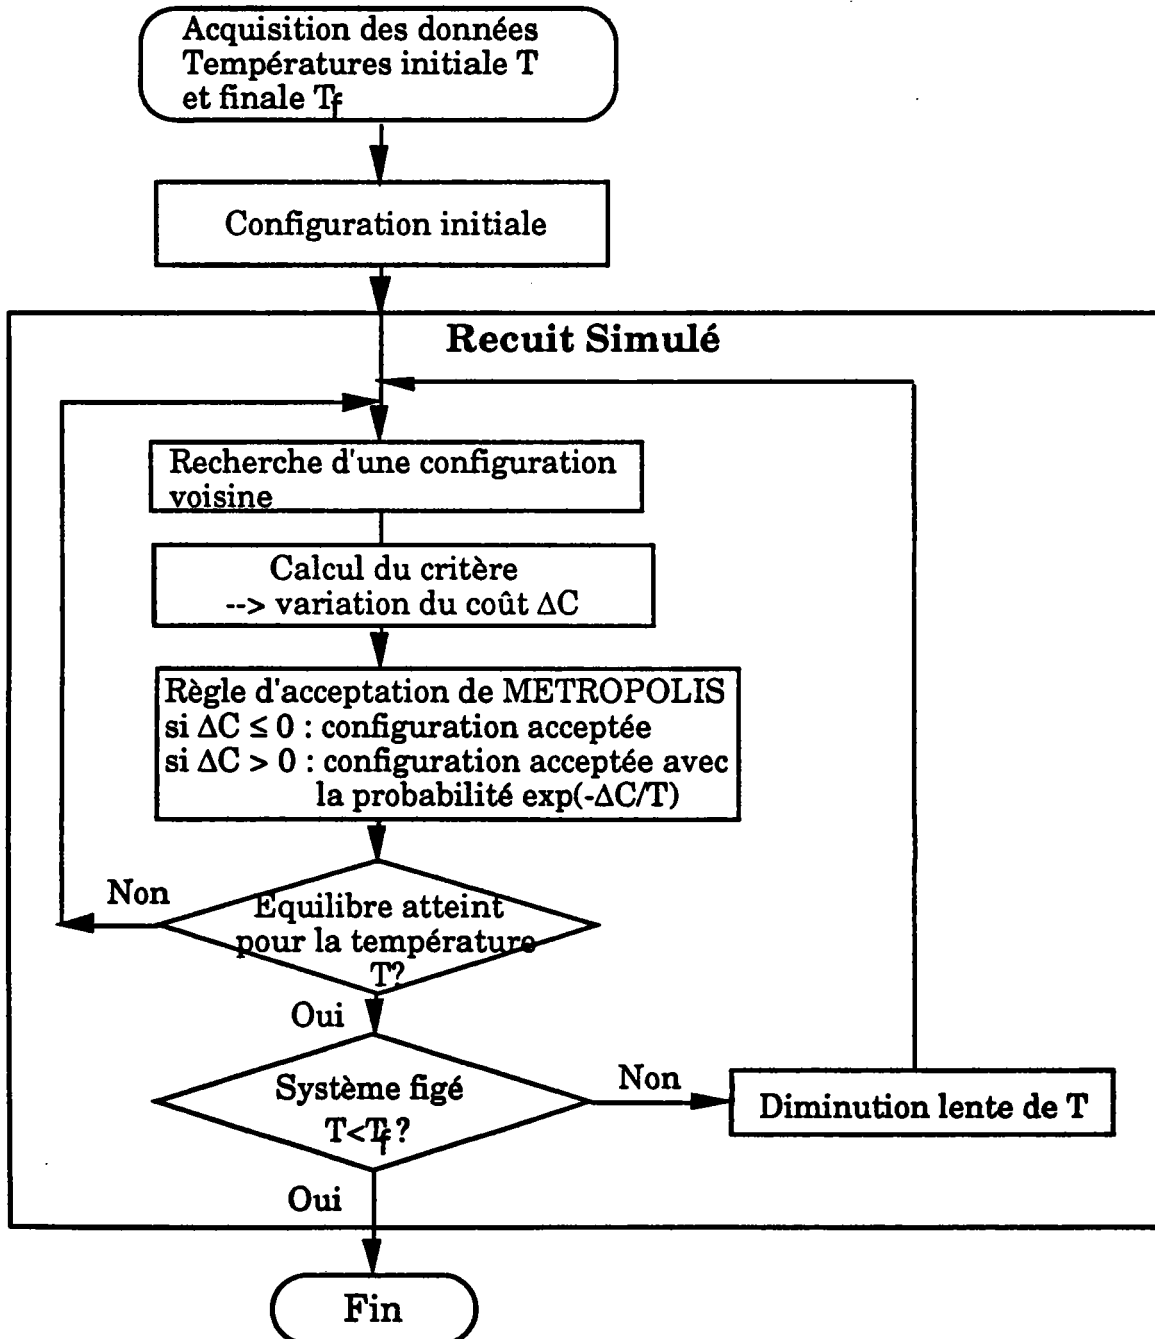 Acquisition des données
Températures initiale T
et finale Tf
Configuration initiale
Recuit Simulé
Recherche d'une configuration
voisine
Calcul du critère
--> variation du coût ΔC
Règle d'acceptation de METROPOLIS
si ΔC ≤ 0 : configuration acceptée
si ΔC > 0 : configuration acceptée avec
la probabilité exp(-ΔC/T)
Non
Equilibre atteint
pour la température
T?
Oui
Système figé
T<Tf ?
Non
Diminution lente de T
Oui
Fin